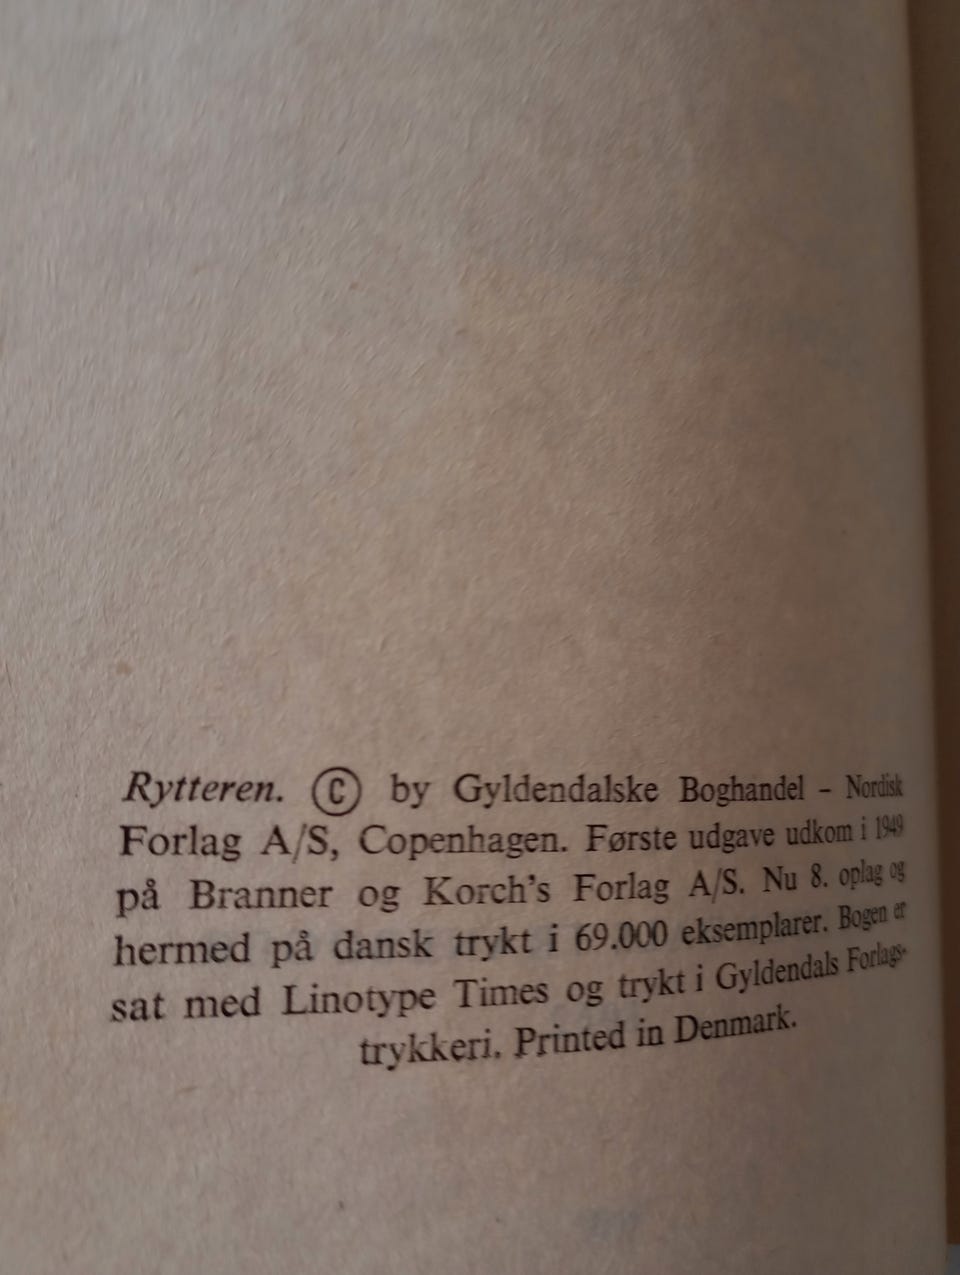 Rytteren. © by Gyldendalske Boghandel – Nordisk
Forlag A/S, Copenhagen. Første udgave udkom i 1949
på Branner og Korch's Forlag A/S. Nu 8. oplag og
hermed på dansk trykt i 69.000 eksemplarer. Bogen er
sat med Linotype Times og trykt i Gyldendals Forlags-
trykkeri. Printed in Denmark.